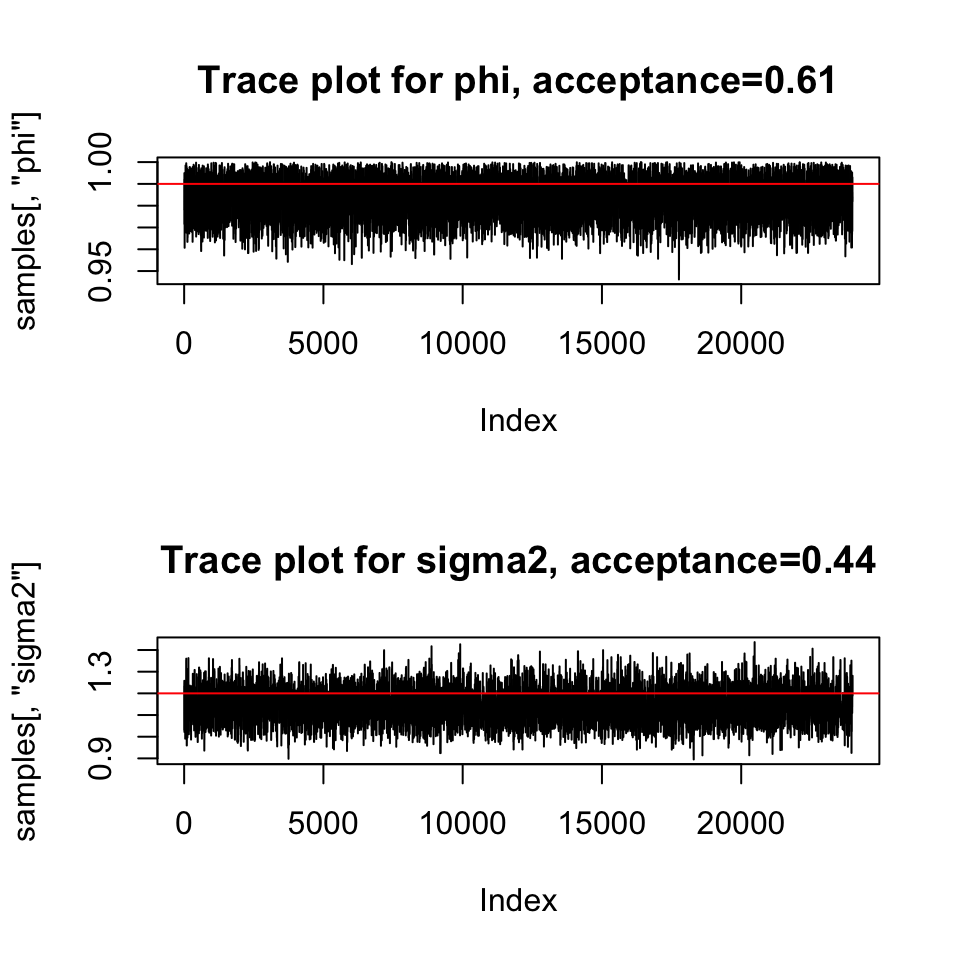 Trace plot for phi, acceptance=0.61
samples[, "phi"]
1.00
0.95
0 5000 10000 15000 20000
Index
Trace plot for sigma2, acceptance=0.44
samples[, "sigma2"]
1.3
0.9
0 5000 10000 15000 20000
Index